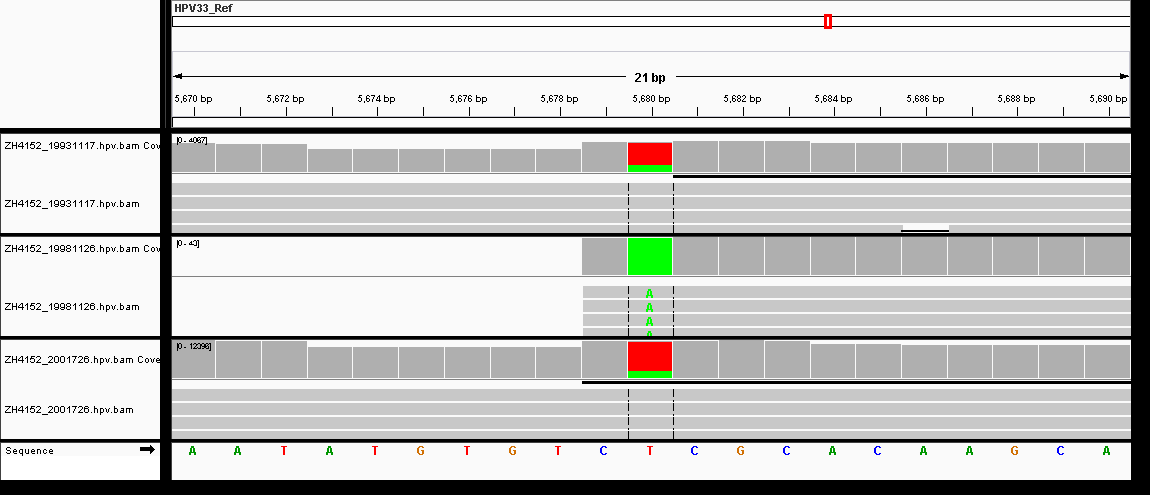 HPV33_Ref
21 bp
5,670 bp 5,672 bp 5,674 bp 5,676 bp 5,678 bp 5,680 bp 5,682 bp 5,684 bp 5,686 bp 5,688 bp 5,690 bp
ZH4152_19931117.hpv.bam Cov
[0 - 4067]
ZH4152_19931117.hpv.bam
ZH4152_19981126.hpv.bam Cov
[0 - 43]
ZH4152_19981126.hpv.bam
A
A
A
A
ZH4152_2001726.hpv.bam Cove
[0 - 12396]
ZH4152_2001726.hpv.bam
Sequence A A T A T G T G T C T C G C A C A A G C A